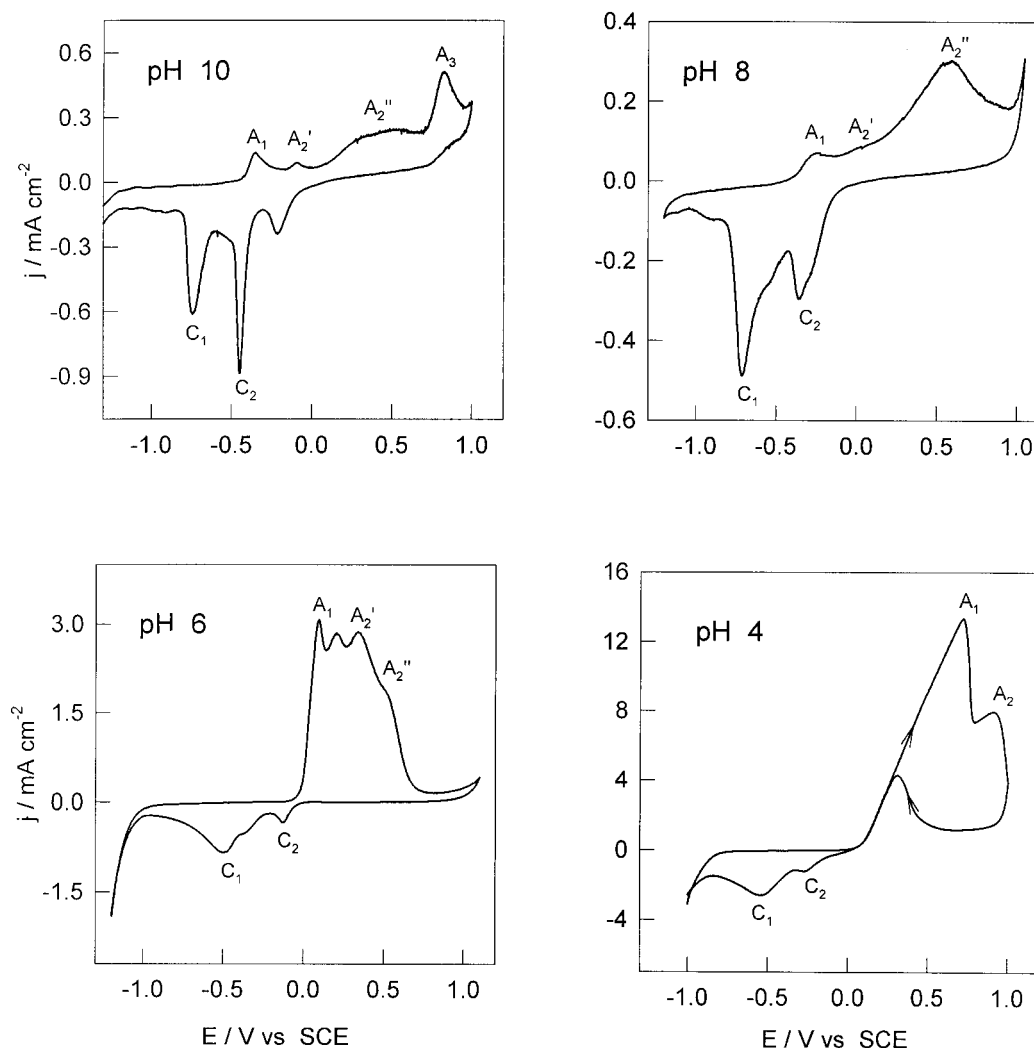 pH 10
A₁
A₂'
A₂"
A₃
C₁
C₂
0.6
0.3
0.0
-0.3
-0.6
-0.9
j / mA cm⁻²
-1.0 -0.5 0.0 0.5 1.0
pH 8
A₁
A₂'
A₂"
C₁
C₂
0.4
0.2
0.0
-0.2
-0.4
-0.6
-1.0 -0.5 0.0 0.5 1.0
pH 6
A₁
A₂'
A₂"
C₁
C₂
3.0
1.5
0.0
-1.5
j / mA cm⁻²
-1.0 -0.5 0.0 0.5 1.0
E / V vs SCE
pH 4
A₁
A₂
C₁
C₂
16
12
8
4
0
-4
-1.0 -0.5 0.0 0.5 1.0
E / V vs SCE